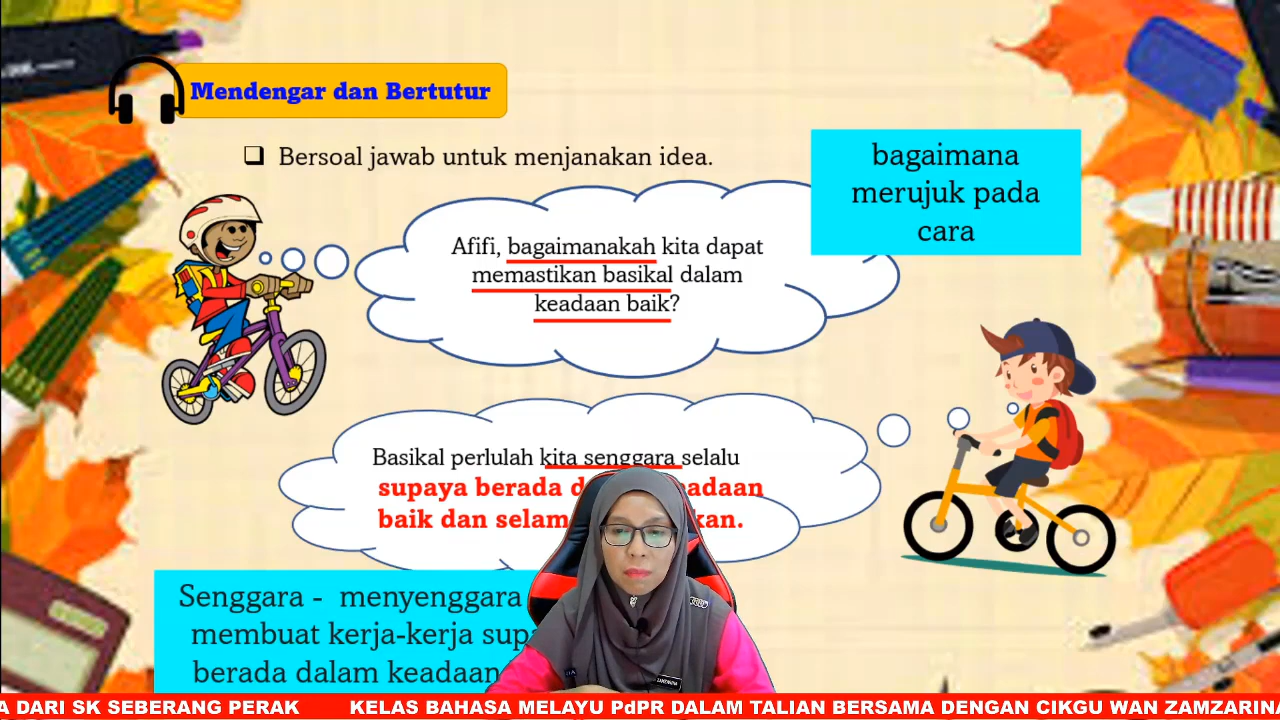 Mendengar dan Bertutur
Bersoal jawab untuk menjanakan idea.
bagaimana
merujuk pada
cara
Afifi, bagaimanakah kita dapat
memastikan basikal dalam
keadaan baik?
Basikal perlulah kita senggara selalu
supaya berada
baik dan
Senggara - menyenggara
membuat kerja-kerja
berada dalam keadaan
A DARI SK SEBERANG PERAK KELAS BAHASA MELAYU PdPR DALAM TALIAN BERSAMA DENGAN CIKGU WAN ZAMZARINA